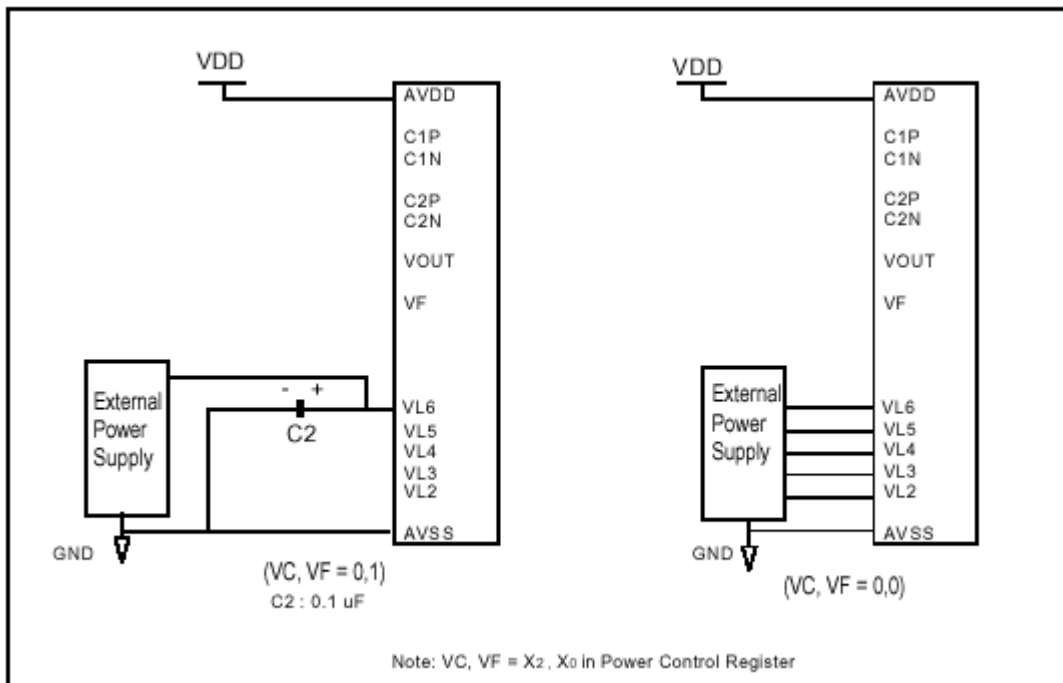 VDD
AVDD
C1P
C1N
C2P
C2N
VOUT
VF
External
Power
Supply
- +
C2
VL6
VL5
VL4
VL3
VL2
AVSS
GND
(VC, VF = 0,1)
C2 : 0.1 uF
VDD
AVDD
C1P
C1N
C2P
C2N
VOUT
VF
External
Power
Supply
VL6
VL5
VL4
VL3
VL2
AVSS
GND
(VC, VF = 0,0)
Note: VC, VF = X2 , X0 in Power Control Register